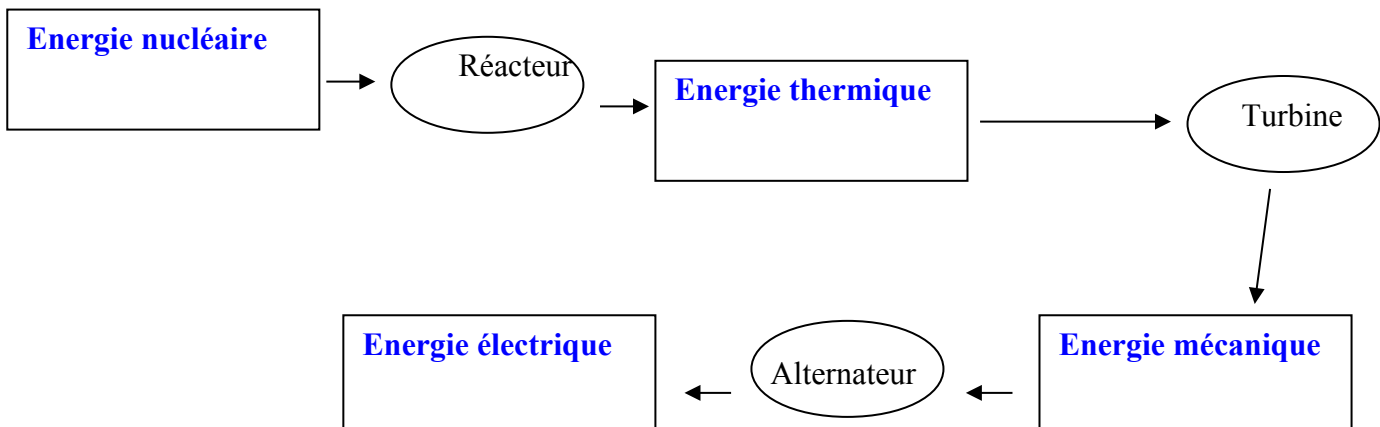 Energie nucléaire
Réacteur
Energie thermique
Turbine
Energie mécanique
Alternateur
Energie électrique